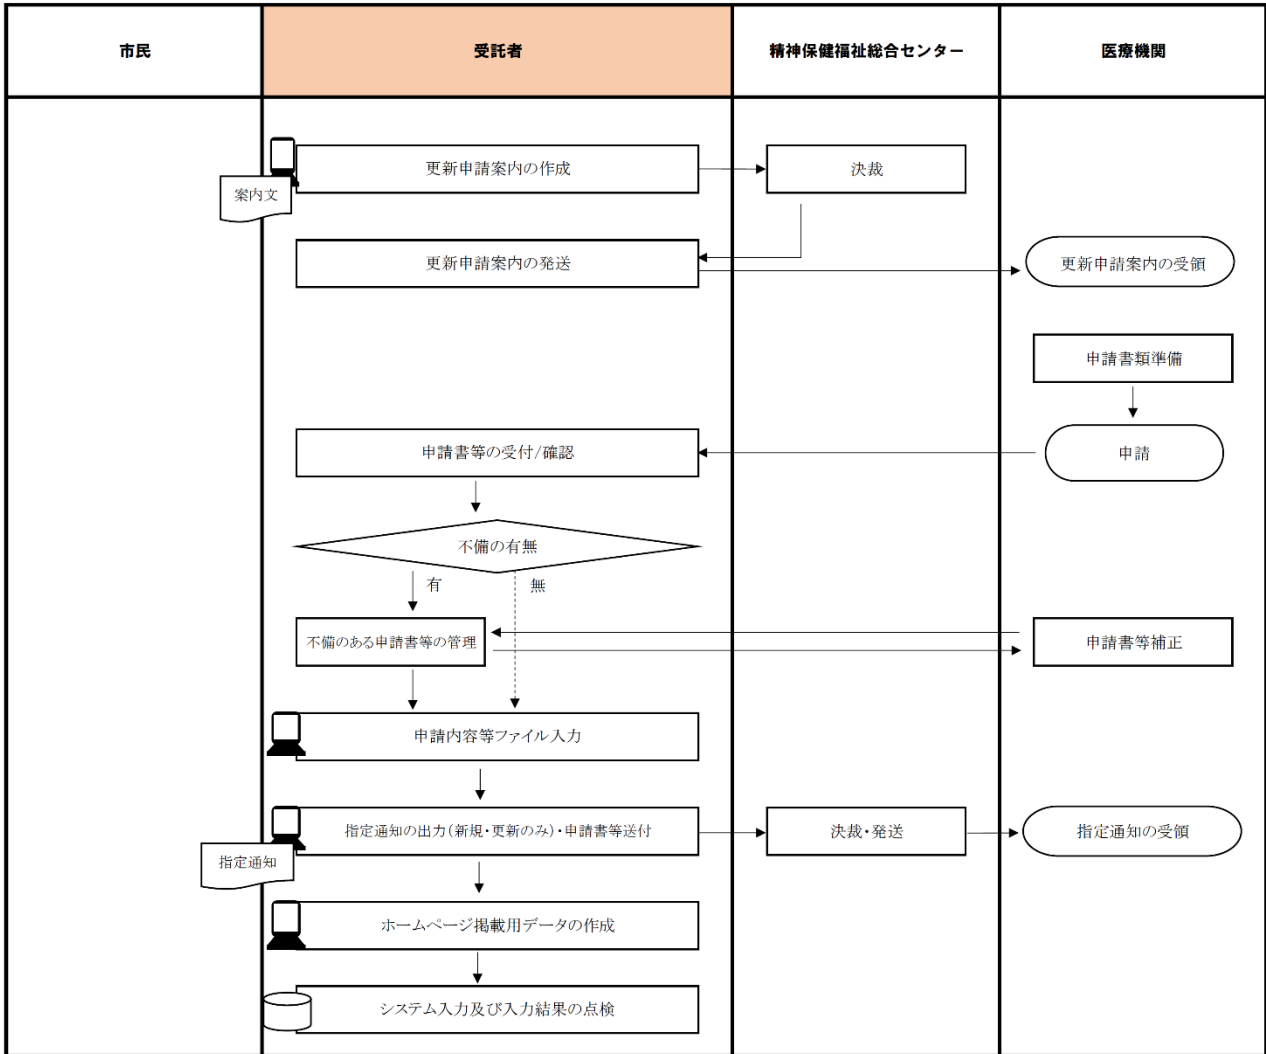 市民
受託者
精神保健福祉総合センター
医療機関
更新申請案内の作成
決裁
案内文
更新申請案内の発送
更新申請案内の受領
申請書類準備
申請書等の受付/確認
申請
不備の有無
有
無
不備のある申請書等の管理
申請書等補正
申請内容等ファイル入力
指定通知の出力(新規・更新のみ)・申請書等送付
決裁・発送
指定通知の受領
指定通知
ホームページ掲載用データの作成
システム入力及び入力結果の点検